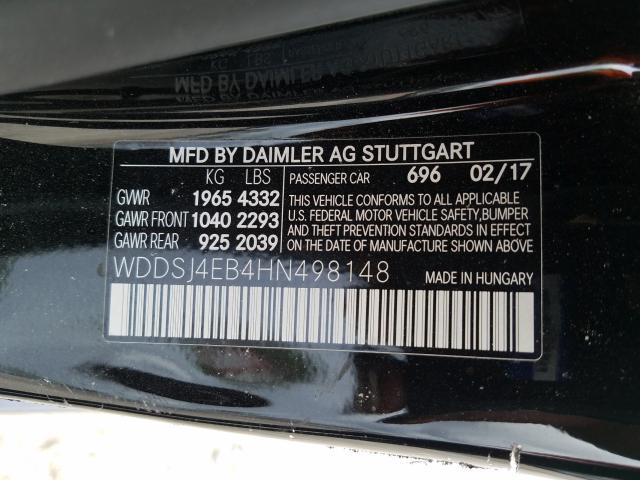 MFD BY DAIMLER AG STUTTGART
KG LBS PASSENGER CAR 696 02/17
GVWR 1965 4332
GAWR FRONT 1040 2293
GAWR REAR 925 2039
THIS VEHICLE CONFORMS TO ALL APPLICABLE
U.S. FEDERAL MOTOR VEHICLE SAFETY,BUMPER
AND THEFT PREVENTION STANDARDS IN EFFECT
ON THE DATE OF MANUFACTURE SHOWN ABOVE.
WDDSJ4EB4HN498148 MADE IN HUNGARY